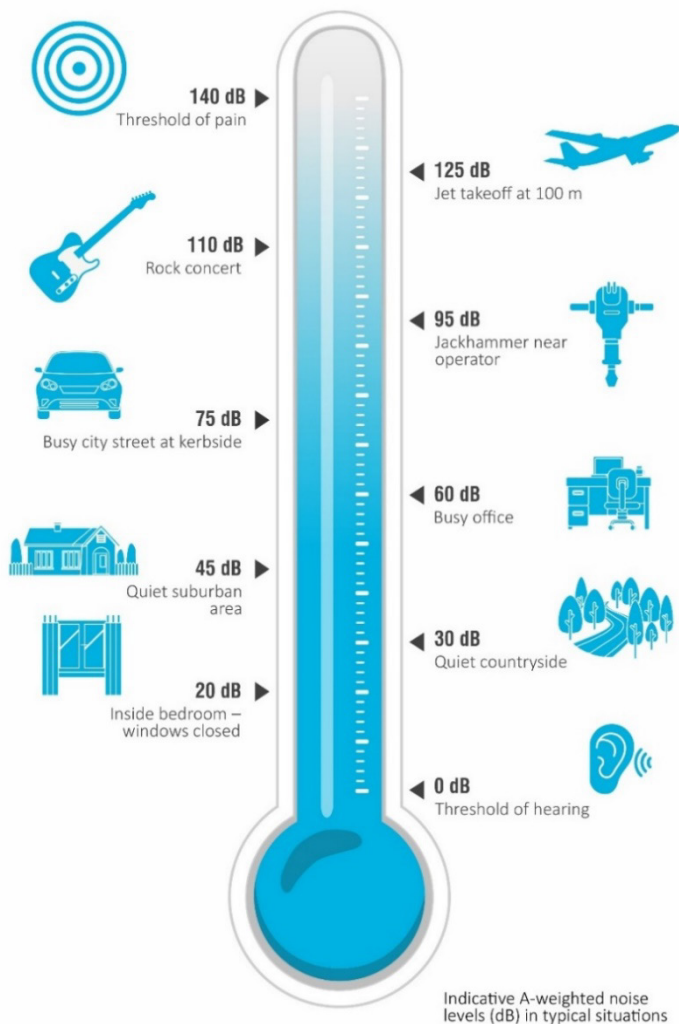 140 dB
Threshold of pain
125 dB
Jet takeoff at 100 m
110 dB
Rock concert
95 dB
Jackhammer near
operator
75 dB
Busy city street at kerbside
60 dB
Busy office
45 dB
Quiet suburban
area
30 dB
Quiet countryside
20 dB
Inside bedroom –
windows closed
0 dB
Threshold of hearing
Indicative A-weighted noise
levels (dB) in typical situations